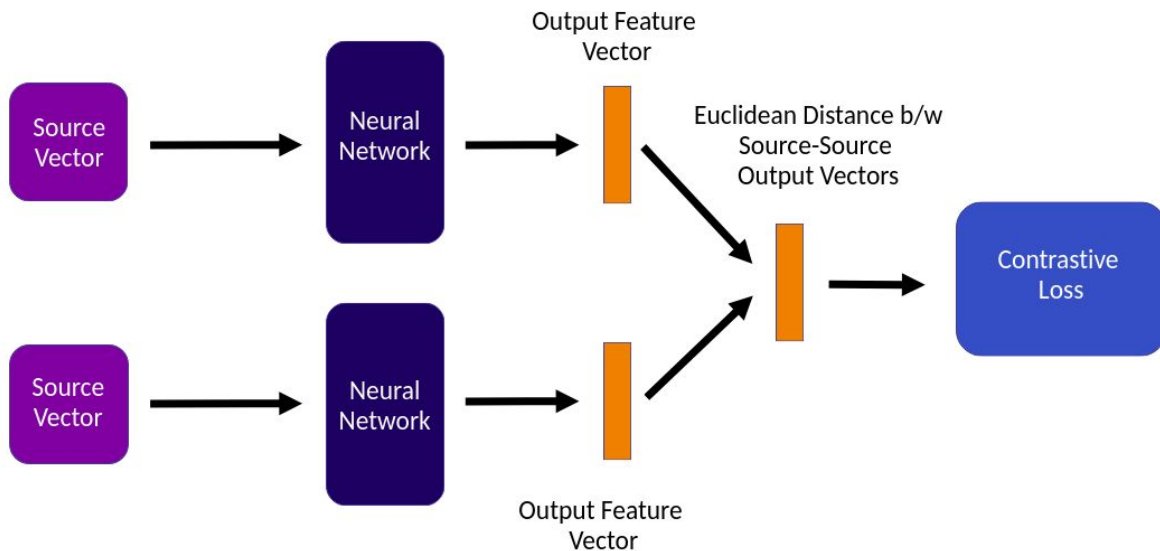 Output Feature
Vector
Source
Vector
Neural
Network
Euclidean Distance b/w
Source-Source
Output Vectors
Contrastive
Loss
Source
Vector
Neural
Network
Output Feature
Vector